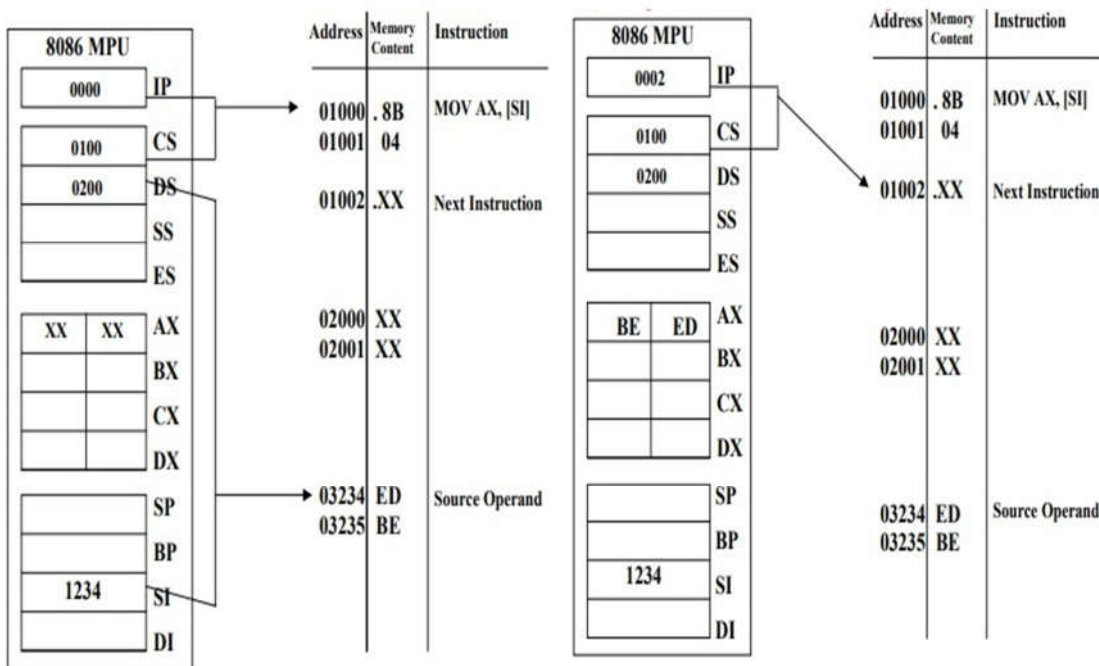 8086 MPU
0000 IP
0100 CS
0200 DS
SS
ES
XX XX AX
BX
CX
DX
SP
BP
1234 SI
DI
Address Memory Content Instruction
01000 . 8B MOV AX, [SI]
01001 04
01002 .XX Next Instruction
02000 XX
02001 XX
03234 ED Source Operand
03235 BE
8086 MPU
0002 IP
0100 CS
0200 DS
SS
ES
BE ED AX
BX
CX
DX
SP
BP
1234 SI
DI
Address Memory Content Instruction
01000 . 8B MOV AX, [SI]
01001 04
01002 .XX Next Instruction
02000 XX
02001 XX
03234 ED Source Operand
03235 BE